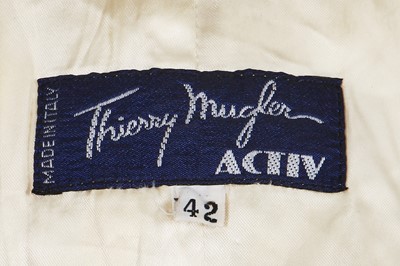 MADE IN ITALY
Thierry Mugler
ACTIV
42